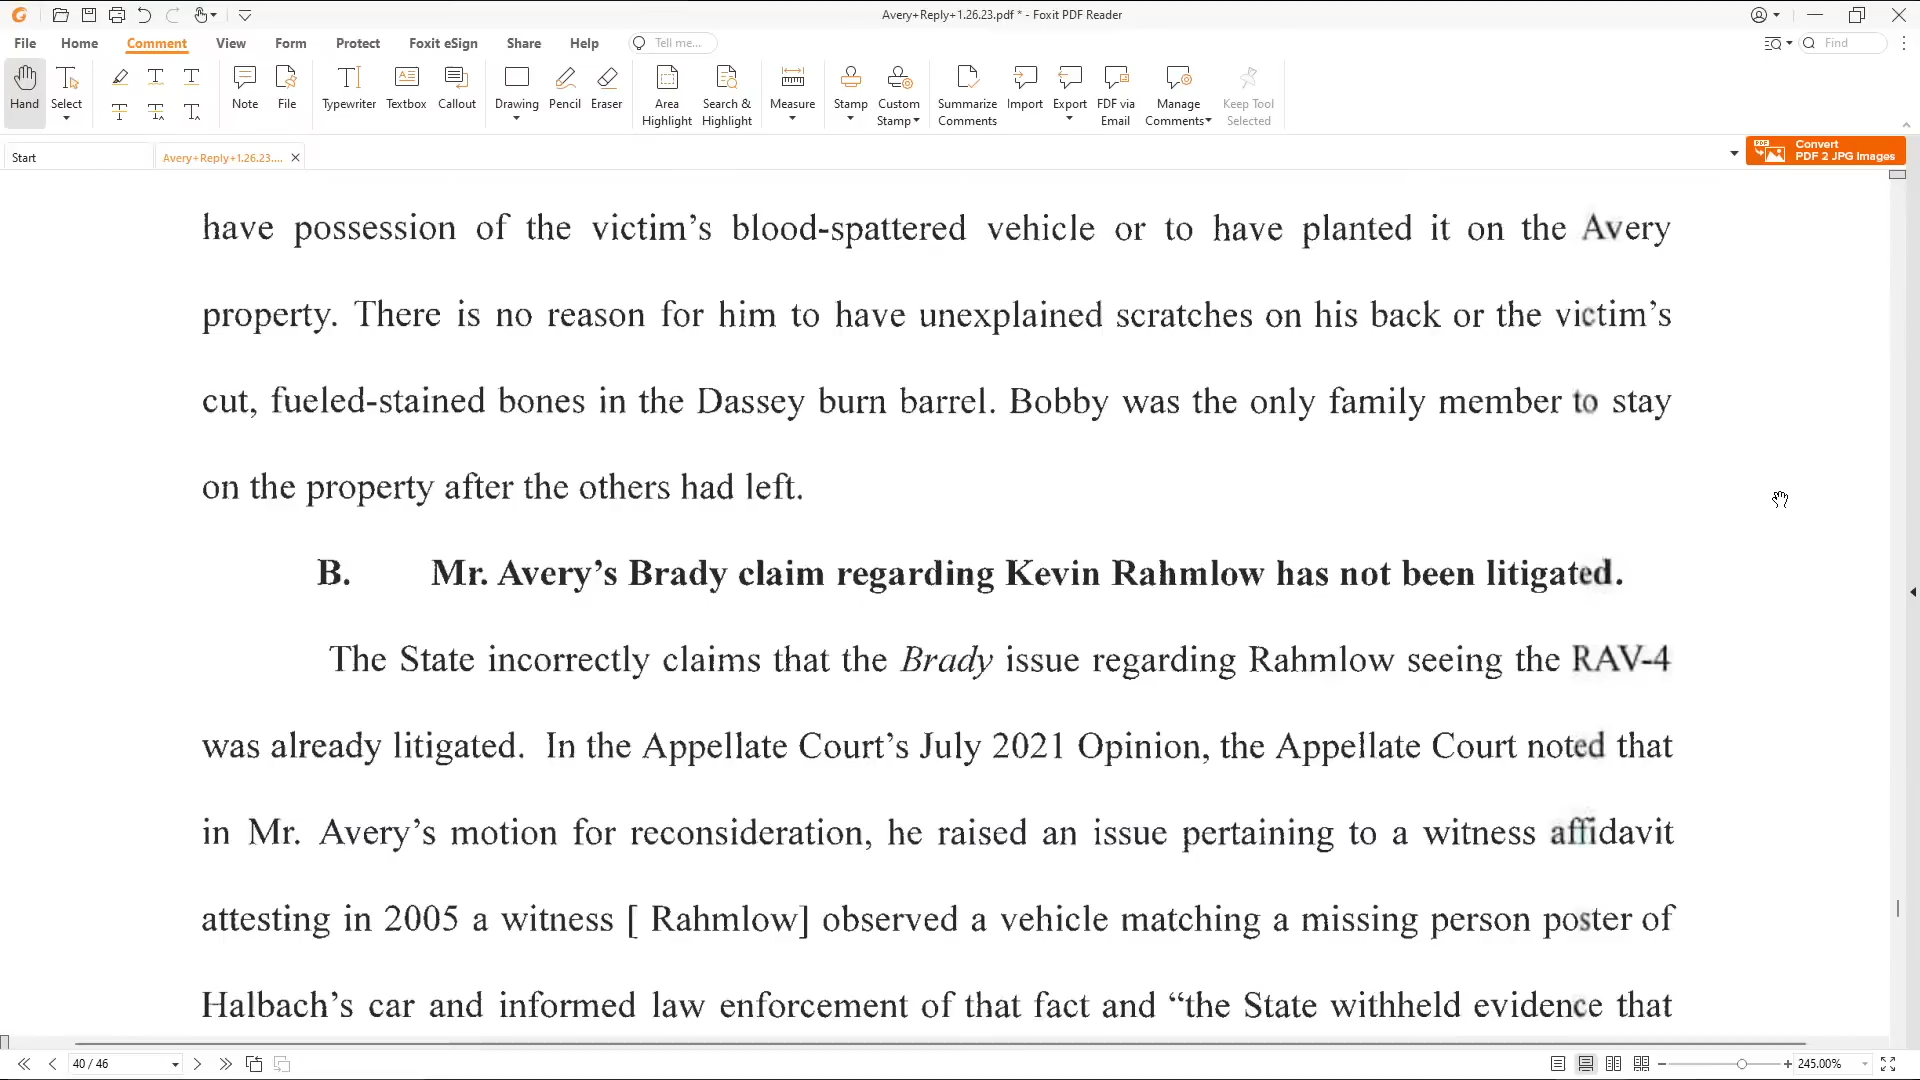 Avery+Reply+1.26.23.pdf * - Foxit PDF Reader
File Home Comment View Form Protect Foxit eSign Share Help Tell me... Find
Hand Select Note File Typewriter Textbox Callout Drawing Pencil Eraser Area Highlight Search & Highlight Measure Stamp Custom Stamp Summarize Comments Import Export FDF via Email Manage Comments Keep Tool Selected
Start Avery+Reply+1.26.23....
PDF Convert
PDF 2 JPG Images
have possession of the victim's blood-spattered vehicle or to have planted it on the Avery
property. There is no reason for him to have unexplained scratches on his back or the victim's
cut, fueled-stained bones in the Dassey burn barrel. Bobby was the only family member to stay
on the property after the others had left.
B. Mr. Avery's Brady claim regarding Kevin Rahmlow has not been litigated.
The State incorrectly claims that the Brady issue regarding Rahmlow seeing the RAV-4
was already litigated. In the Appellate Court's July 2021 Opinion, the Appellate Court noted that
in Mr. Avery's motion for reconsideration, he raised an issue pertaining to a witness affidavit
attesting in 2005 a witness [ Rahmlow] observed a vehicle matching a missing person poster of
Halbach's car and informed law enforcement of that fact and “the State withheld evidence that
40 / 46 245.00%